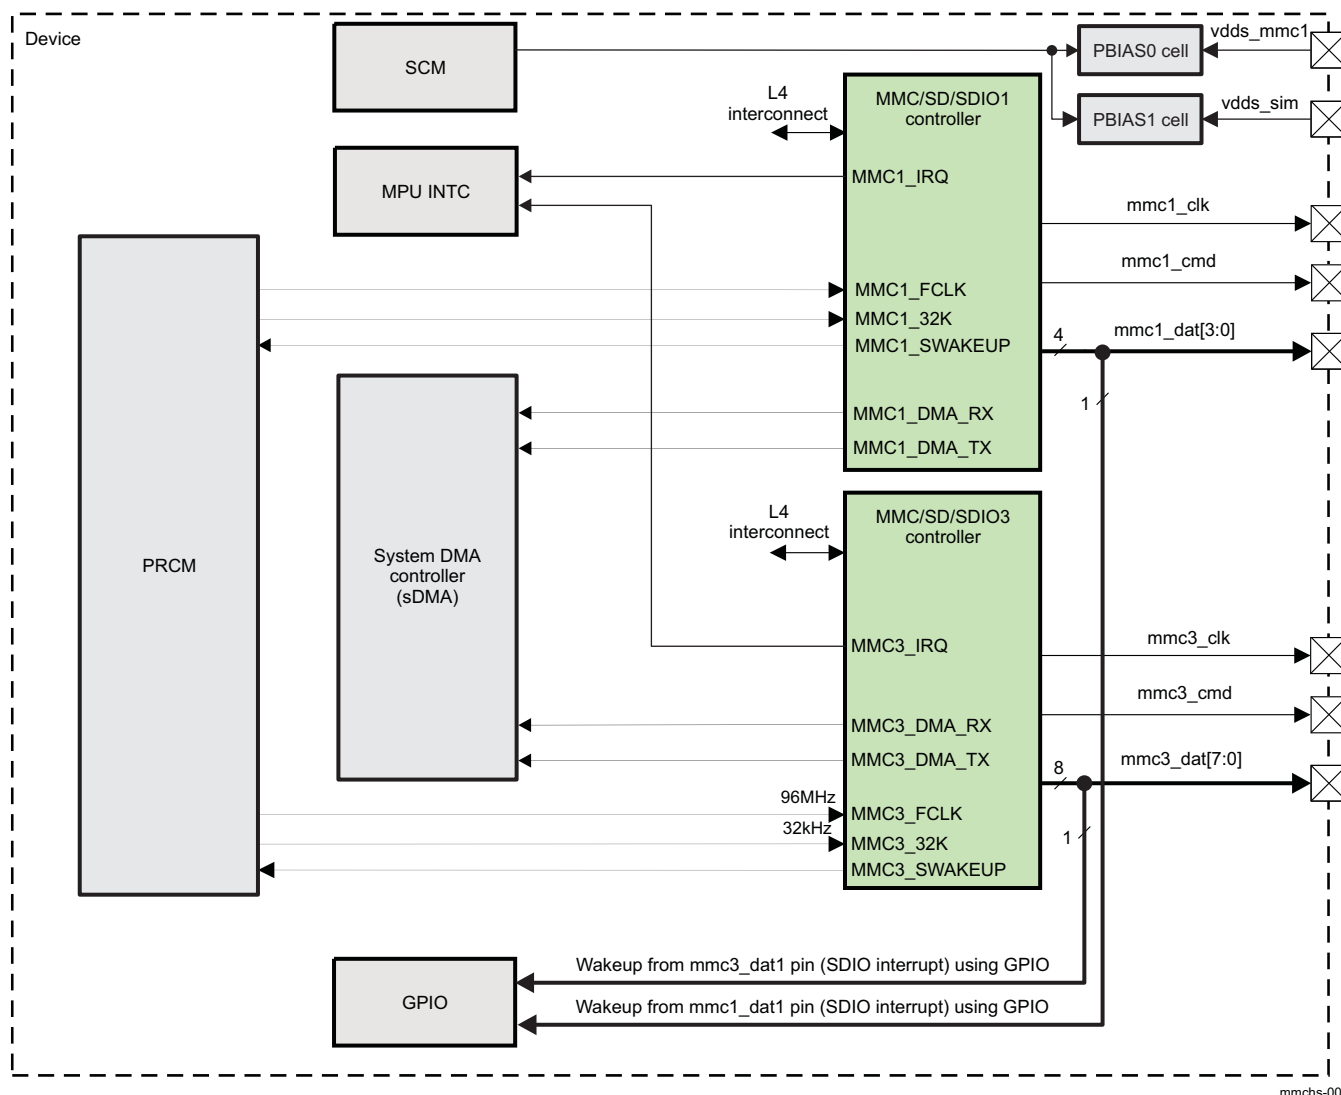 Device
SCM
PBIAS0 cell
vdds_mmc1
PBIAS1 cell
vdds_sim
L4
interconnect
MMC/SD/SDIO1
controller
MPU INTC
MMC1_IRQ
mmc1_clk
mmc1_cmd
MMC1_FCLK
MMC1_32K
MMC1_SWAKEUP
4
mmc1_dat[3:0]
1
MMC1_DMA_RX
MMC1_DMA_TX
PRCM
System DMA
controller
(sDMA)
L4
interconnect
MMC/SD/SDIO3
controller
MMC3_IRQ
mmc3_clk
mmc3_cmd
MMC3_DMA_RX
MMC3_DMA_TX
8
mmc3_dat[7:0]
1
96MHz
MMC3_FCLK
32kHz
MMC3_32K
MMC3_SWAKEUP
GPIO
Wakeup from mmc3_dat1 pin (SDIO interrupt) using GPIO
Wakeup from mmc1_dat1 pin (SDIO interrupt) using GPIO
mmchs-00